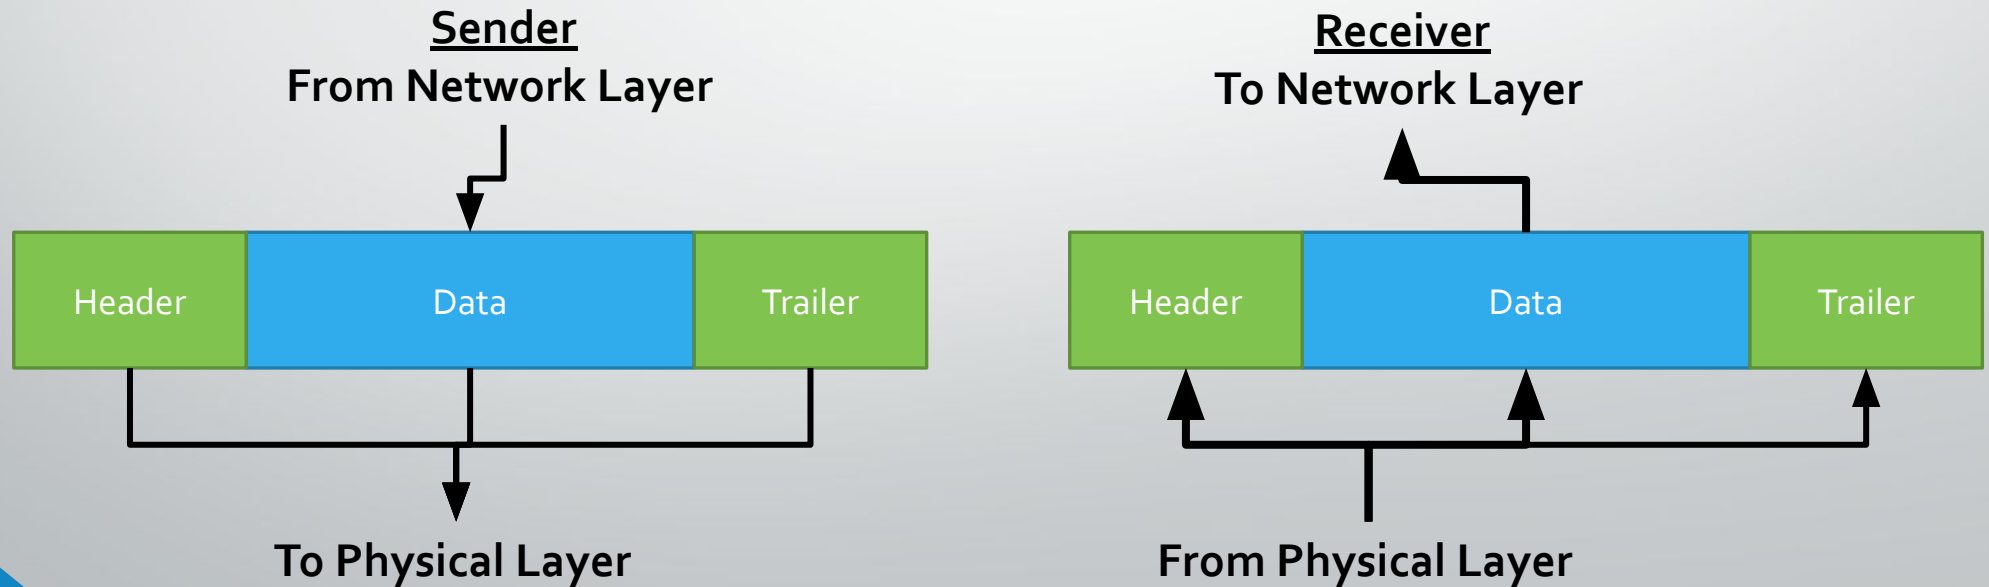 Sender
From Network Layer
Header
Data
Trailer
To Physical Layer
Receiver
To Network Layer
Header
Data
Trailer
From Physical Layer